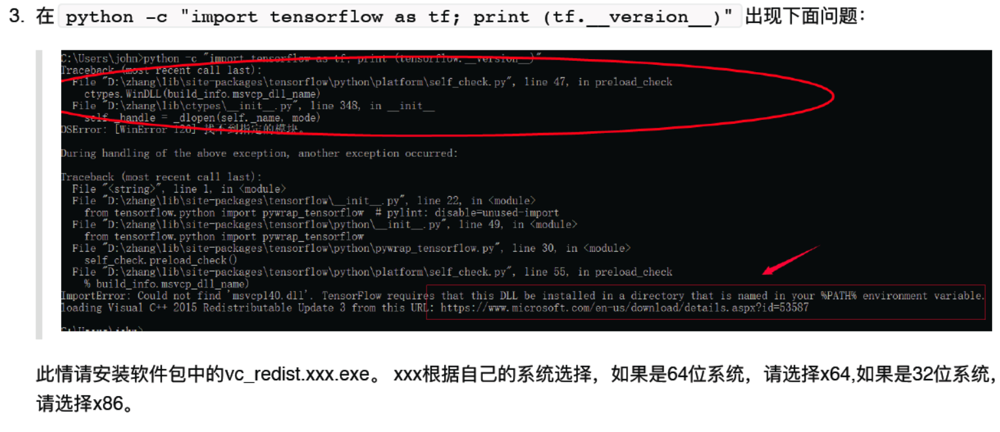 3. 在 python -c "import tensorflow as tf; print (tf.__version__)" 出现下面问题：
C:\Users\john>python -c "import tensorflow as tf; print (tensorflow.__version__)"
Traceback (most recent call last):
File "D:\zhang\lib\site-packages\tensorflow\python\platform\self_check.py", line 47, in preload_check
ctypes.WinDLL(build_info.msvcp_dll_name)
File "D:\zhang\lib\ctypes\__init__.py", line 348, in __init__
self._handle = _dlopen(self._name, mode)
OSError: [WinError 126] 找不到指定的模块。
During handling of the above exception, another exception occurred:
Traceback (most recent call last):
File "<string>", line 1, in <module>
File "D:\zhang\lib\site-packages\tensorflow\__init__.py", line 22, in <module>
from tensorflow.python import pywrap_tensorflow  # pylint: disable=unused-import
File "D:\zhang\lib\site-packages\tensorflow\python\__init__.py", line 49, in <module>
from tensorflow.python import pywrap_tensorflow
File "D:\zhang\lib\site-packages\tensorflow\python\pywrap_tensorflow.py", line 30, in <module>
self_check.preload_check()
File "D:\zhang\lib\site-packages\tensorflow\python\platform\self_check.py", line 55, in preload_check
% build_info.msvcp_dll_name)
ImportError: Could not find 'msvcp140.dll'. TensorFlow requires that this DLL be installed in a directory that is named in your %PATH% environment variable.
loading Visual C++ 2015 Redistributable Update 3 from this URL: https://www.microsoft.com/en-us/download/details.aspx?id=53587
C:\Users\john>
此情请安装软件包中的vc_redist.xxx.exe。 xxx根据自己的系统选择，如果是64位系统，请选择x64,如果是32位系统，
请选择x86。